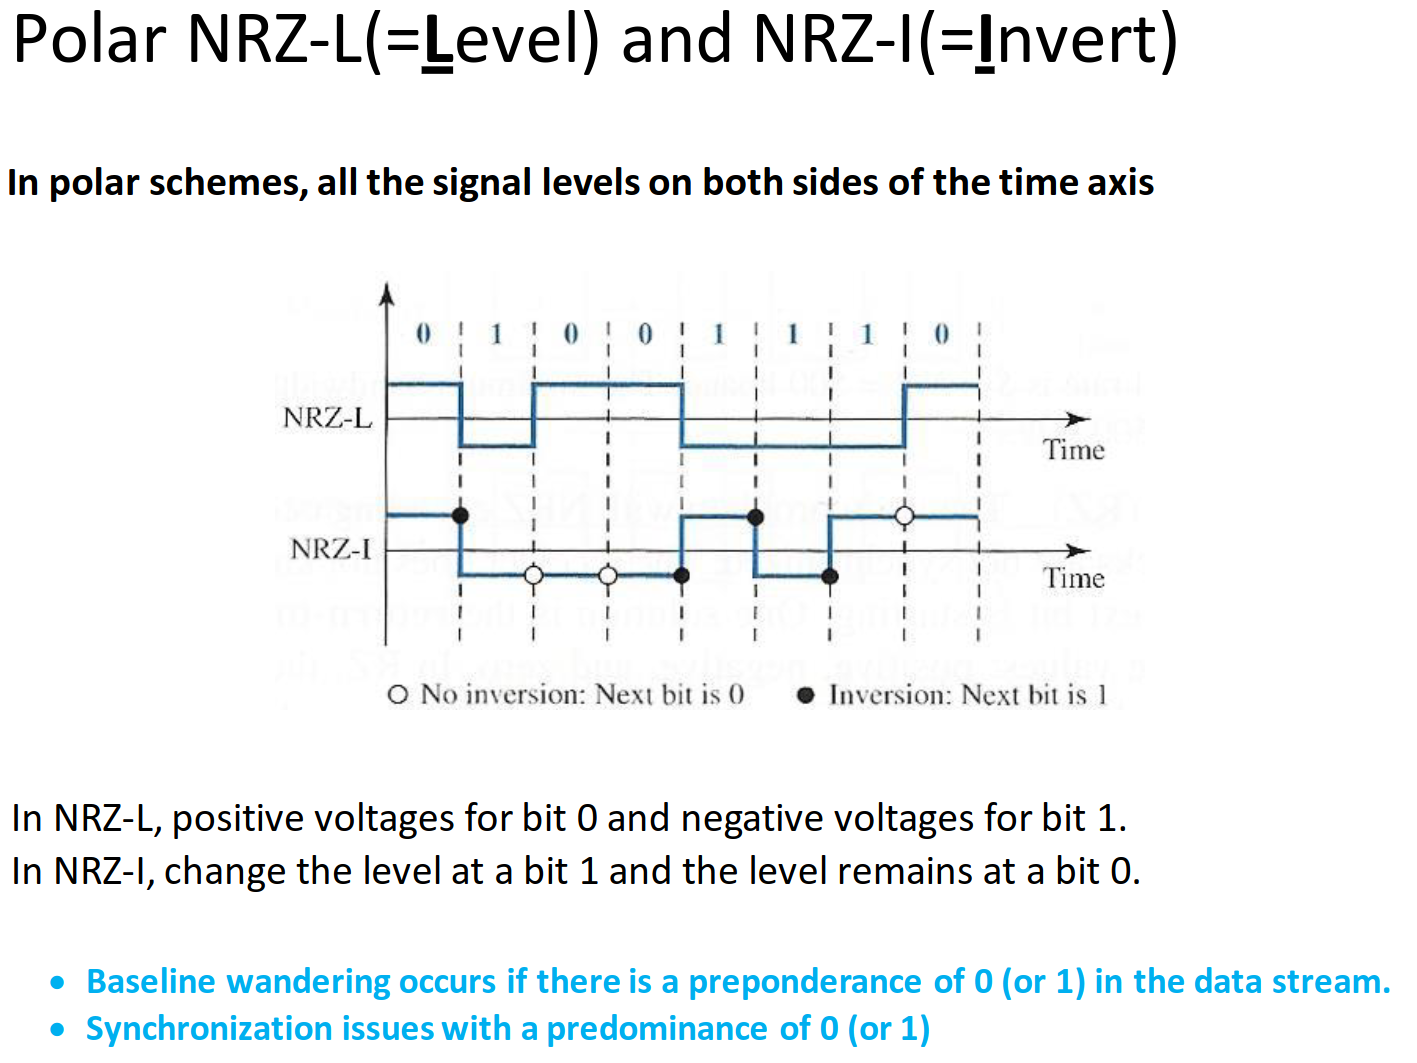 Polar NRZ-L(=Level) and NRZ-I(=Invert)
In polar schemes, all the signal levels on both sides of the time axis
0 1 0 0 1 1 1 0
NRZ-L
Time
NRZ-I
Time
No inversion: Next bit is 0 Inversion: Next bit is 1
In NRZ-L, positive voltages for bit 0 and negative voltages for bit 1.
In NRZ-I, change the level at a bit 1 and the level remains at a bit 0.
• Baseline wandering occurs if there is a preponderance of 0 (or 1) in the data stream.
• Synchronization issues with a predominance of 0 (or 1)